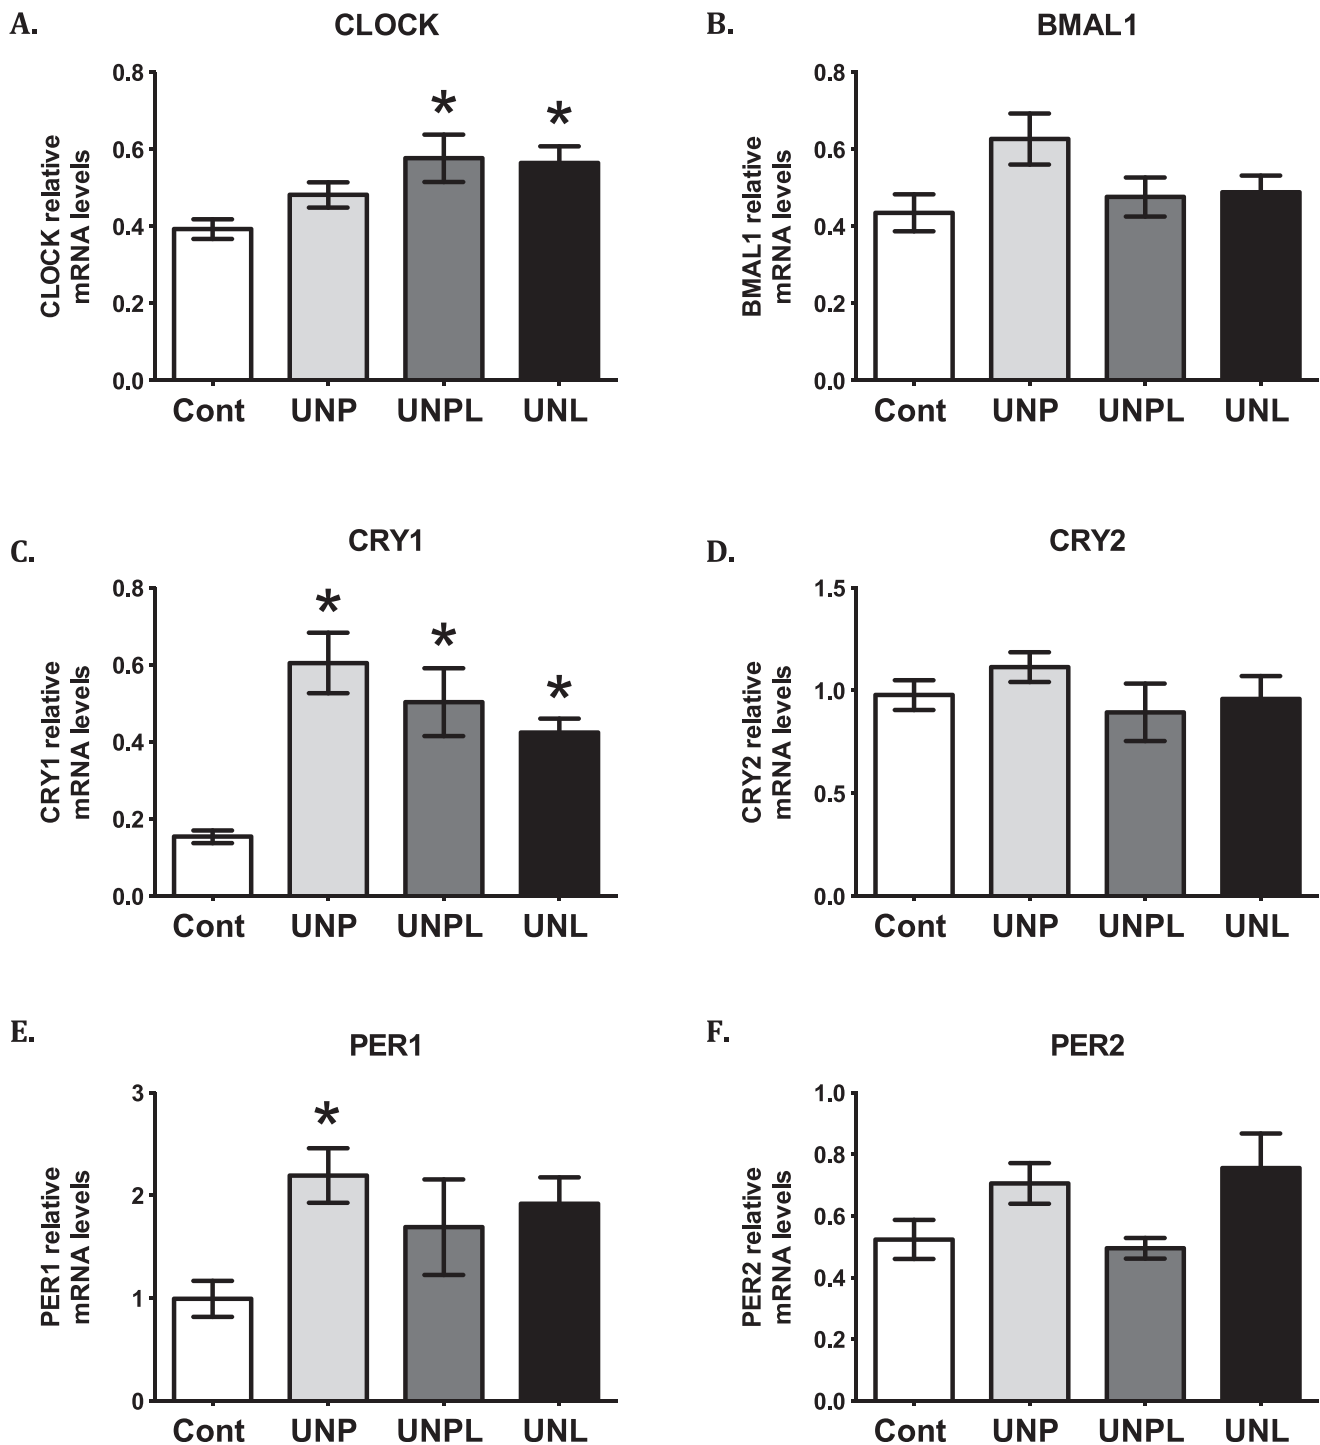 A.
CLOCK
CLOCK relative
mRNA levels
0.8
*
*
0.6
0.4
0.2
0.0
Cont UNP UNPL UNL
B.
BMAL1
BMAL1 relative
mRNA levels
0.8
0.6
0.4
0.2
0.0
Cont UNP UNPL UNL
C.
CRY1
CRY1 relative
mRNA levels
0.8
*
*
*
0.6
0.4
0.2
0.0
Cont UNP UNPL UNL
D.
CRY2
CRY2 relative
mRNA levels
1.5
1.0
0.5
0.0
Cont UNP UNPL UNL
E.
PER1
PER1 relative
mRNA levels
3
*
2
1
0
Cont UNP UNPL UNL
F.
PER2
PER2 relative
mRNA levels
1.0
0.8
0.6
0.4
0.2
0.0
Cont UNP UNPL UNL